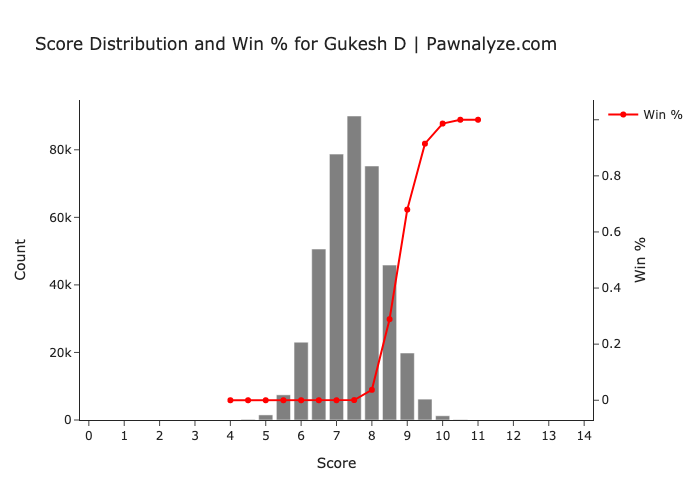 Score Distribution and Win % for Gukesh D | Pawnalyze.com
Win %
80k
60k
40k
20k
0
Count
0.8
0.6
0.4
0.2
0
Win %
0 1 2 3 4 5 6 7 8 9 10 11 12 13 14
Score